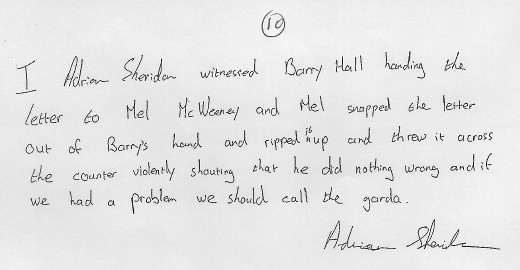 10
I Adrian Sheridan witnessed Barry Hall handing the
letter to Mel McWeeney and Mel snapped the letter
out of Barry's hand and ripped it up and threw it across
the counter violently shouting that he did nothing wrong and if
we had a problem we should call the garda.
Adrian Sheridan